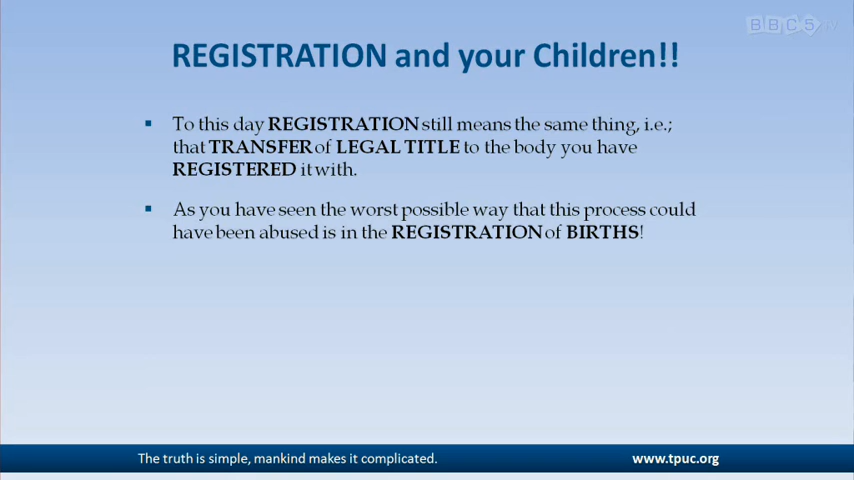 BBC5.tv
REGISTRATION and your Children!!
▪ To this day REGISTRATION still means the same thing, i.e.;
that TRANSFER of LEGAL TITLE to the body you have
REGISTERED it with.
▪ As you have seen the worst possible way that this process could
have been abused is in the REGISTRATION of BIRTHS!
The truth is simple, mankind makes it complicated.
www.tpuc.org